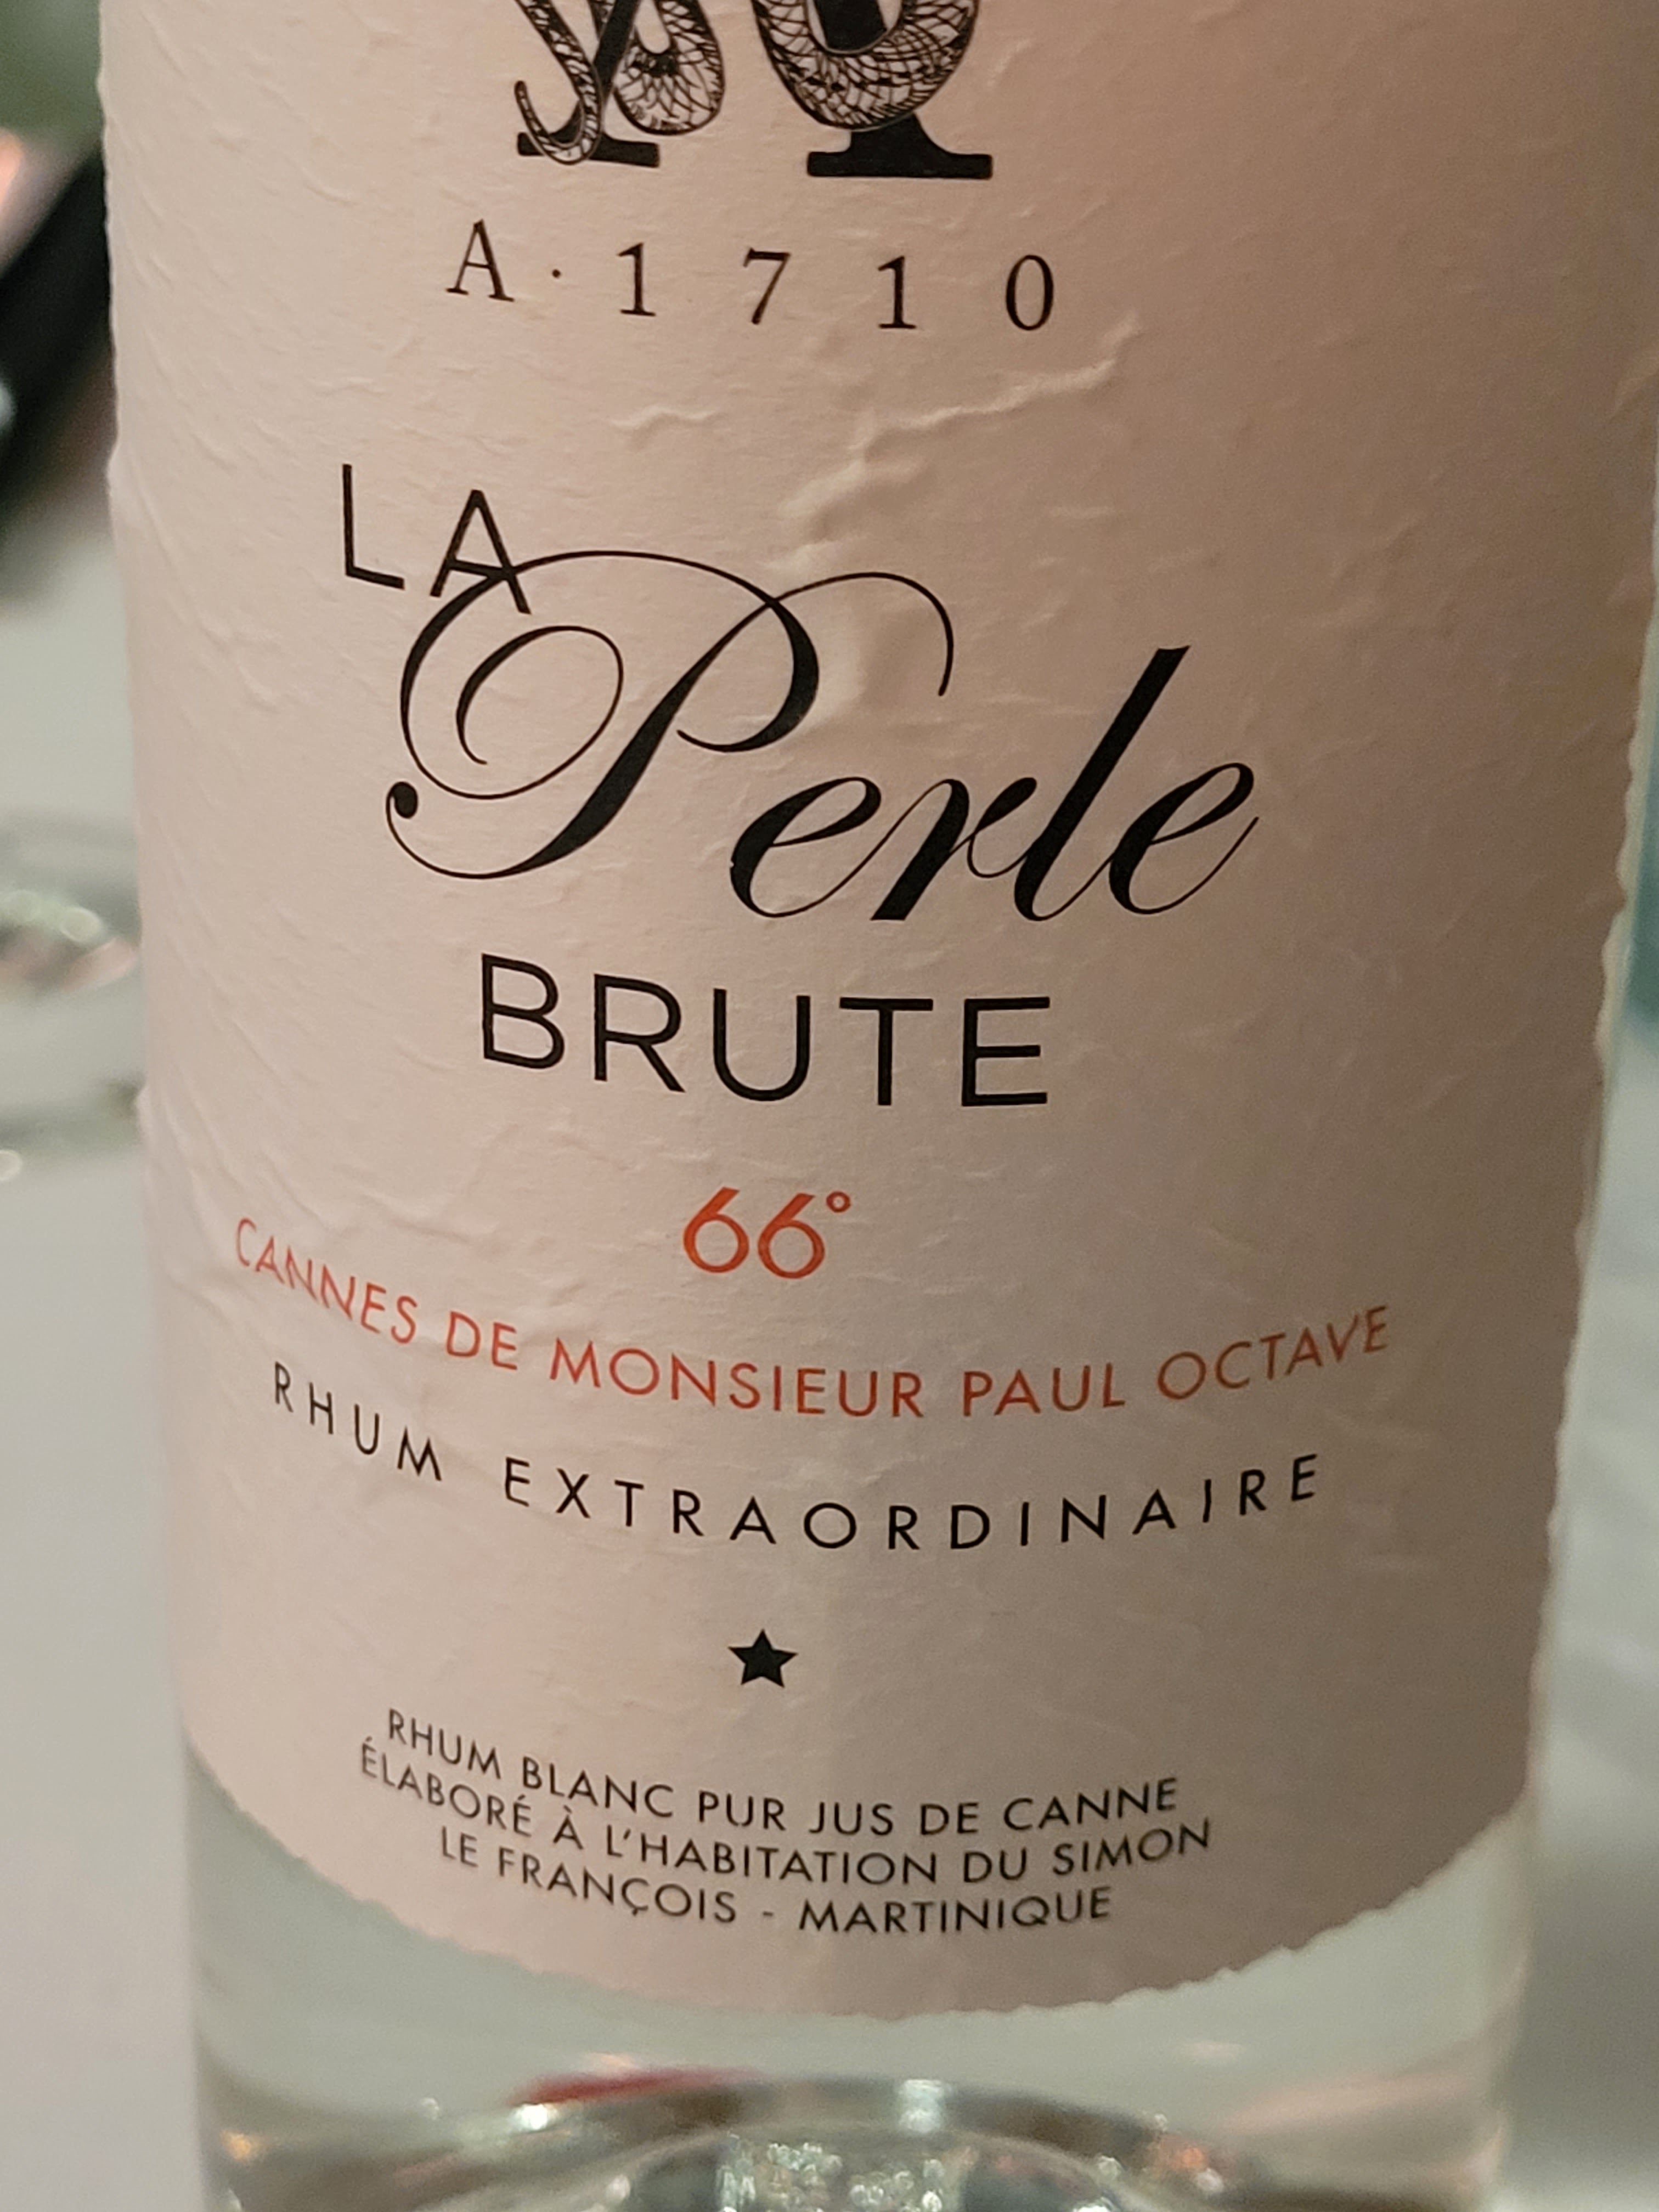 A·1710
LA
Perle
BRUTE
66°
CANNES DE MONSIEUR PAUL OCTAVE
RHUM EXTRAORDINAIRE
RHUM BLANC PUR JUS DE CANNE
ÉLABORÉ À L'HABITATION DU SIMON
LE FRANÇOIS - MARTINIQUE